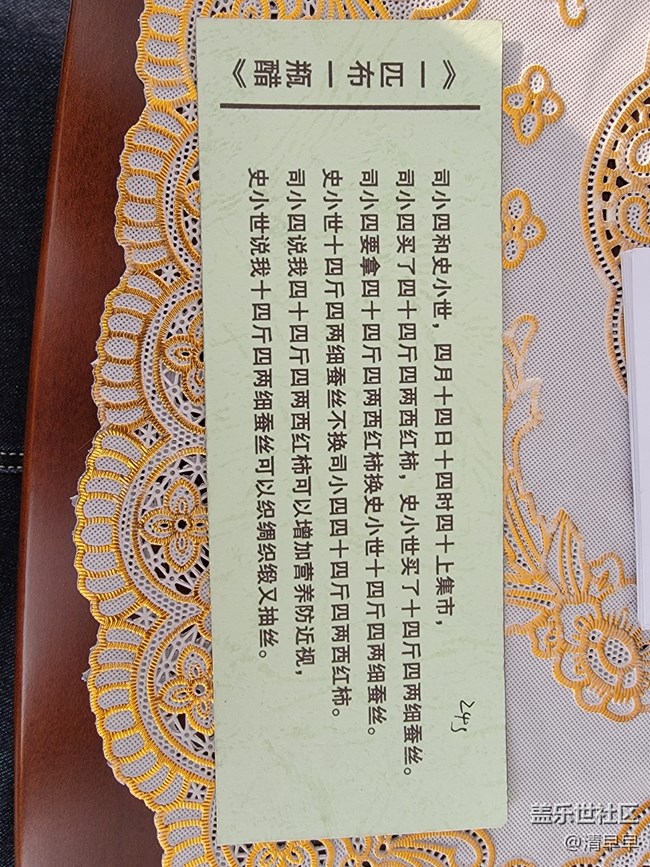 《一匹布一瓶醋》
司小四和史小世，四月十四日十四时四十上集市，
司小四买了四十四斤四两西红柿，史小世买了十四斤四两细蚕丝。
司小四要拿四十四斤四两西红柿换史小世十四斤四两细蚕丝。
史小世十四斤四两细蚕丝不换司小四四十四斤四两西红柿。
司小四说我四十四斤四两西红柿可以增加营养防近视，
史小世说我十四斤四两细蚕丝可以织绸织缎又抽丝。
24s
盖乐世社区
@清早早